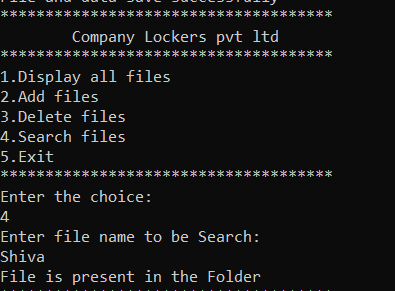 File and data save successfully
*************************************
Company Lockers pvt ltd
*************************************
1.Display all files
2.Add files
3.Delete files
4.Search files
5.Exit
*************************************
Enter the choice:
4
Enter file name to be Search:
Shiva
File is present in the Folder
*************************************